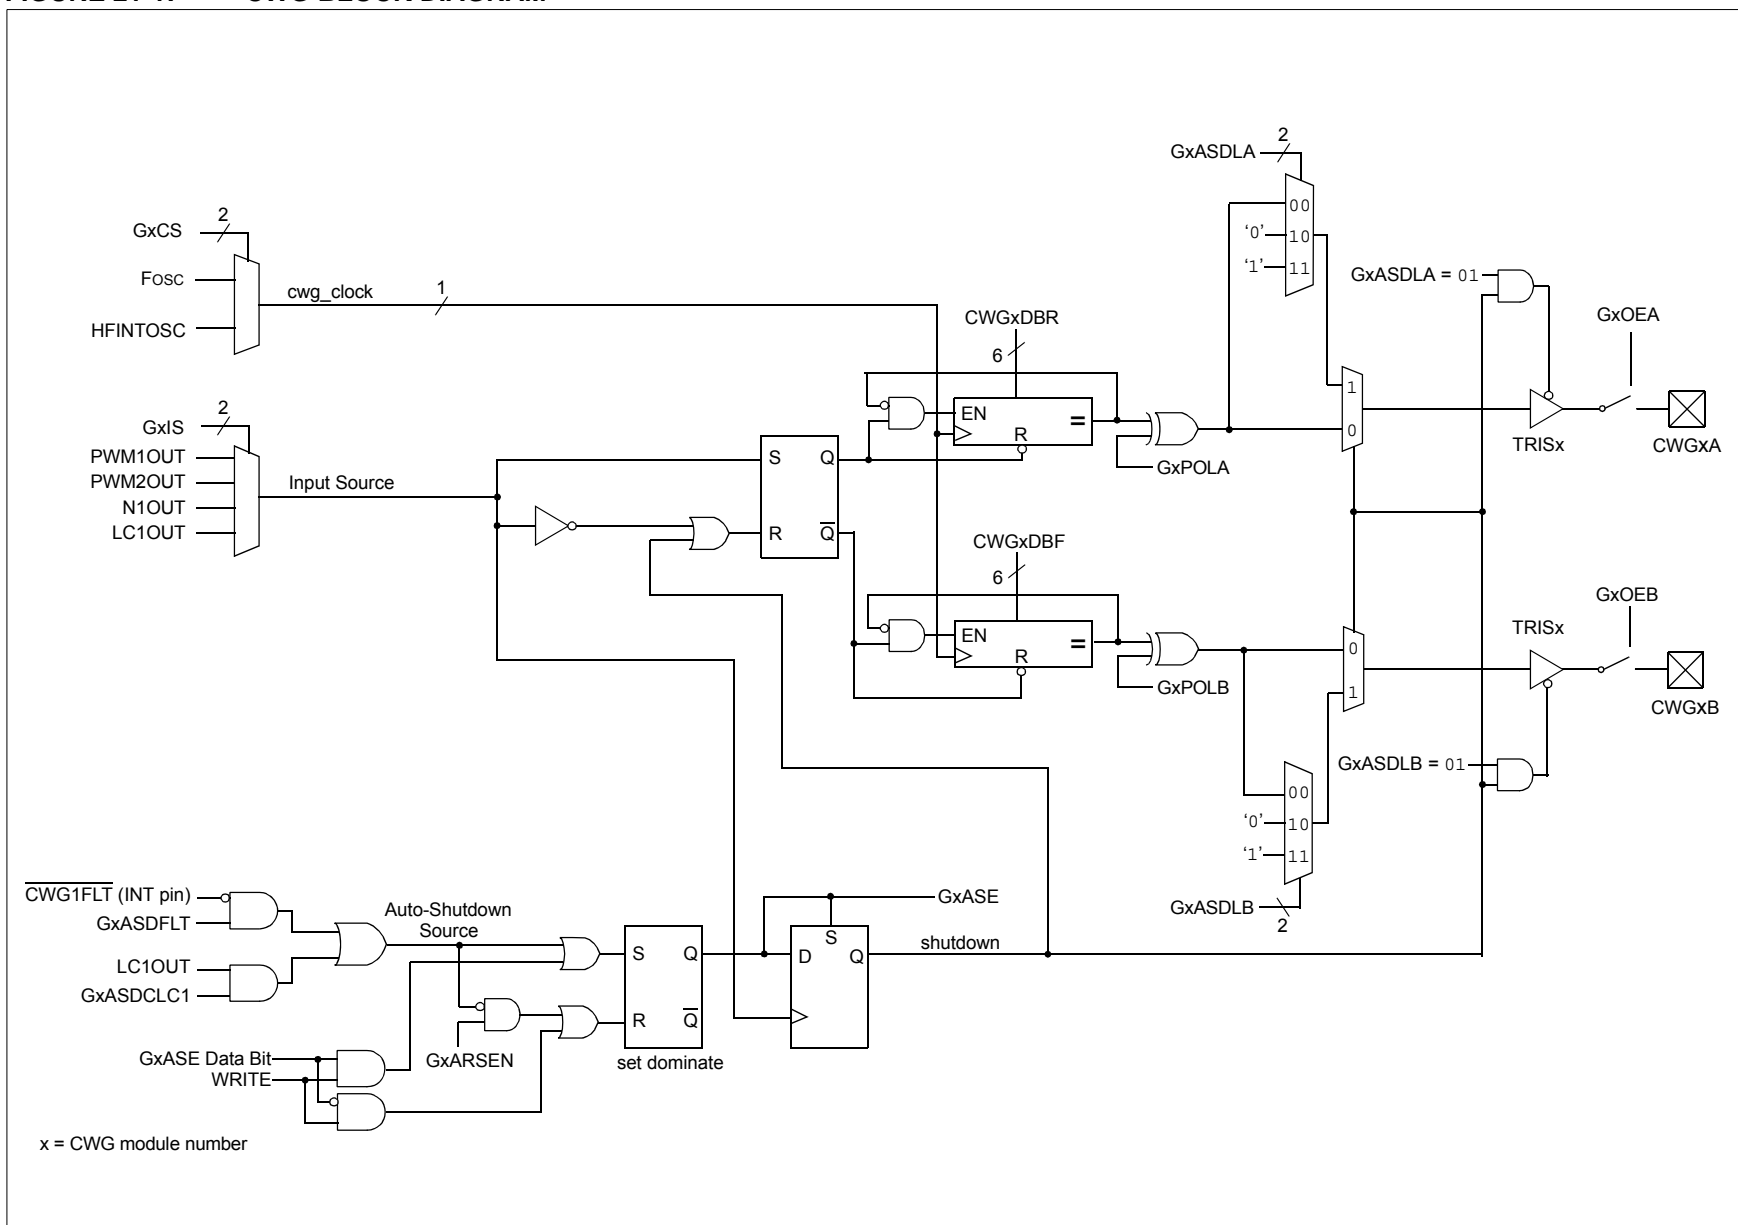 GxASDLA
2
00
‘0’
10
‘1’
11
GxCS
2
FOSC
HFINTOSC
cwg_clock
1
GxASDLA = 01
GxOEA
CWGxDBR
6
EN
=
R
GxPOLA
1
0
TRISx
CWGxA
GxIS
2
PWM1OUT
PWM2OUT
N1OUT
LC1OUT
Input Source
S
Q
R
Q
CWGxDBF
6
EN
=
R
GxPOLB
0
1
TRISx
GxOEB
CWGxB
GxASDLB = 01
00
‘0’
10
‘1’
11
GxASDLB
2
CWG1FLT (INT pin)
GxASDFLT
LC1OUT
GxASDCLC1
Auto-Shutdown
Source
GxASE
S
Q
R
Q
set dominate
S
D
Q
shutdown
GxARSEN
GxASE Data Bit
WRITE
x = CWG module number